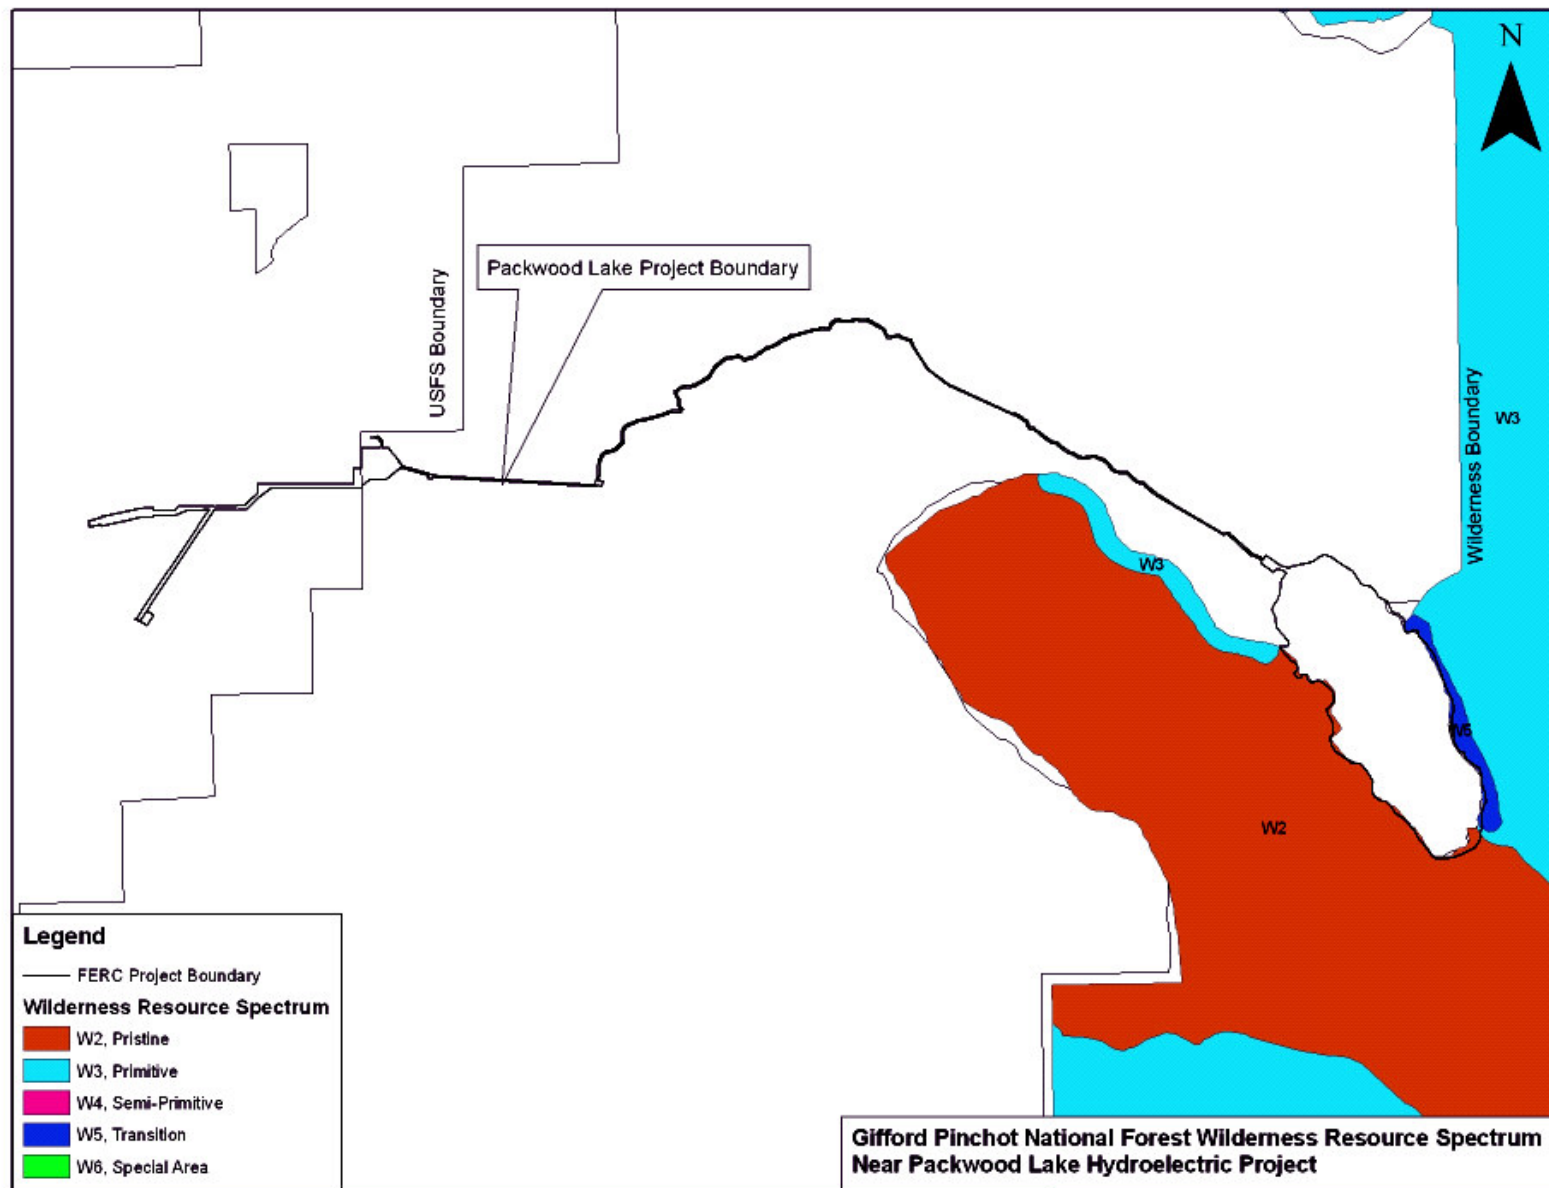 N
Packwood Lake Project Boundary
USFS Boundary
Wilderness Boundary
W3
W3
W5
W2
Legend
FERC Project Boundary
Wilderness Resource Spectrum
W2, Pristine
W3, Primitive
W4, Semi-Primitive
W5, Transition
W6, Special Area
Gifford Pinchot National Forest Wilderness Resource Spectrum
Near Packwood Lake Hydroelectric Project